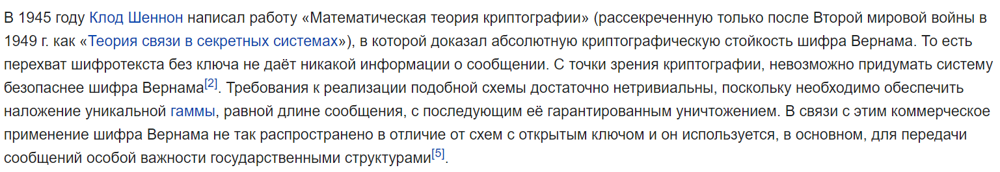 В 1945 году Клод Шеннон написал работу «Математическая теория криптографии» (рассекреченную только после Второй мировой войны в
1949 г. как «Теория связи в секретных системах»), в которой доказал абсолютную криптографическую стойкость шифра Вернама. То есть
перехват шифротекста без ключа не даёт никакой информации о сообщении. С точки зрения криптографии, невозможно придумать систему
безопаснее шифра Вернама[2]. Требования к реализации подобной схемы достаточно нетривиальны, поскольку необходимо обеспечить
наложение уникальной гаммы, равной длине сообщения, с последующим её гарантированным уничтожением. В связи с этим коммерческое
применение шифра Вернама не так распространено в отличие от схем с открытым ключом и он используется, в основном, для передачи
сообщений особой важности государственными структурами[5].